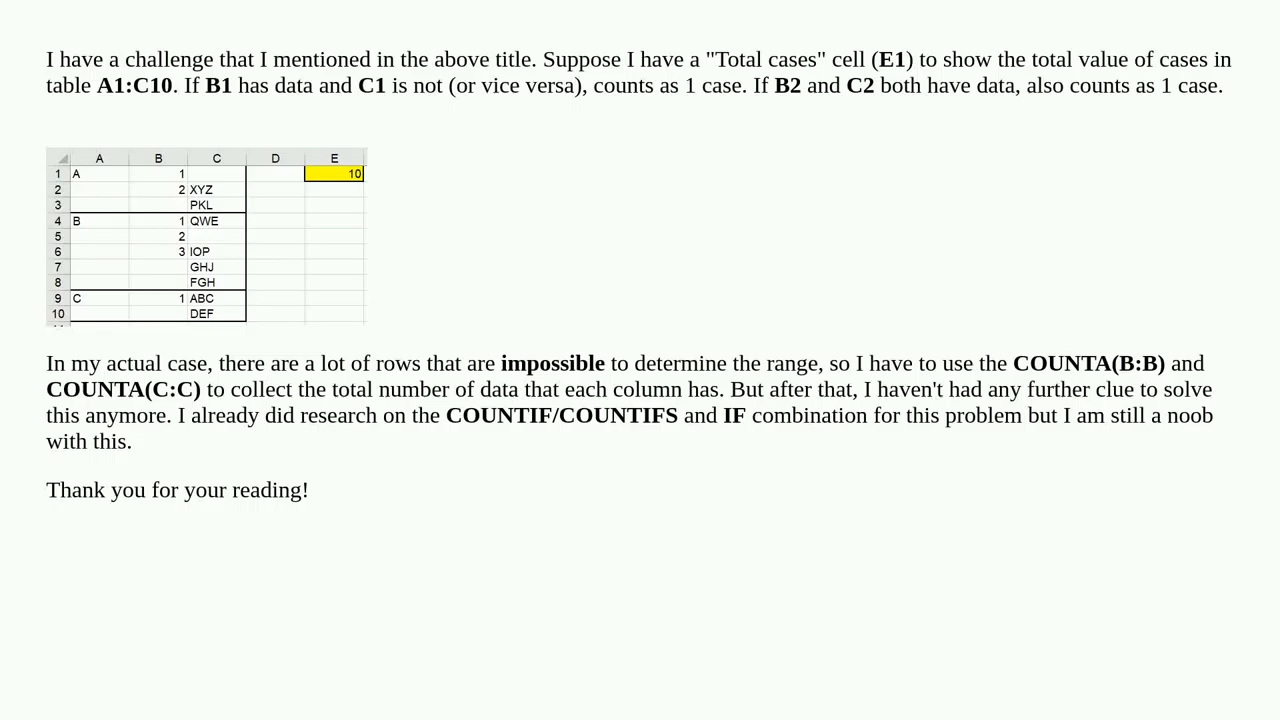 I have a challenge that I mentioned in the above title. Suppose I have a "Total cases" cell (E1) to show the total value of cases in
table A1:C10. If B1 has data and C1 is not (or vice versa), counts as 1 case. If B2 and C2 both have data, also counts as 1 case.
A B C D E
1 A 1 10
2 2 XYZ
3 PKL
4 B 1 QWE
5 2
6 3 IOP
7 GHJ
8 FGH
9 C 1 ABC
10 DEF
In my actual case, there are a lot of rows that are impossible to determine the range, so I have to use the COUNTA(B:B) and
COUNTA(C:C) to collect the total number of data that each column has. But after that, I haven't had any further clue to solve
this anymore. I already did research on the COUNTIF/COUNTIFS and IF combination for this problem but I am still a noob
with this.
Thank you for your reading!